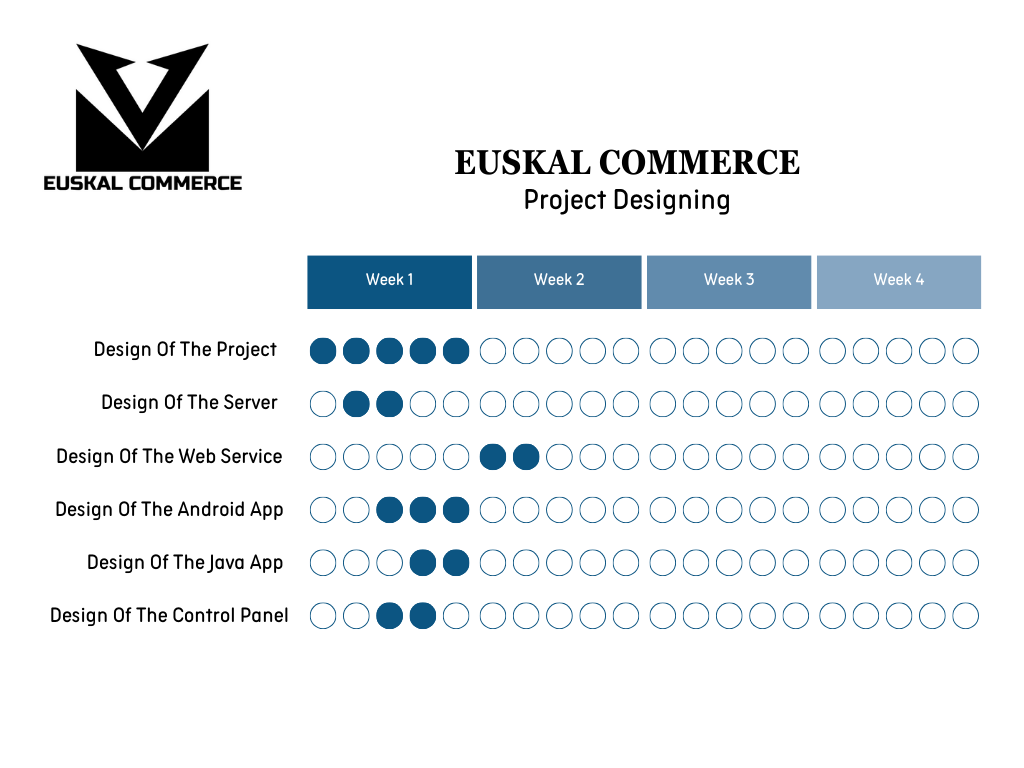 EUSKAL COMMERCE
EUSKAL COMMERCE
Project Designing
Week 1 Week 2 Week 3 Week 4
Design Of The Project
Design Of The Server
Design Of The Web Service
Design Of The Android App
Design Of The Java App
Design Of The Control Panel